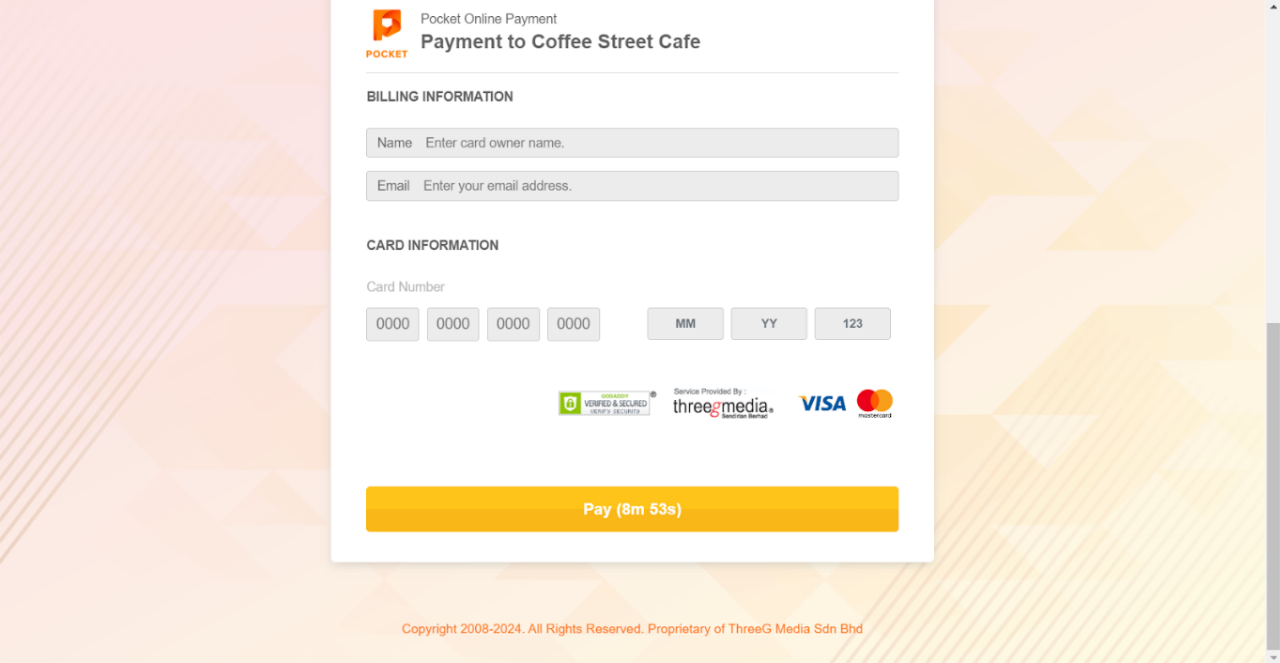 Pocket Online Payment
Payment to Coffee Street Cafe
POCKET
BILLING INFORMATION
Name Enter card owner name.
Email Enter your email address.
CARD INFORMATION
Card Number
0000 0000 0000 0000 MM YY 123
GODADDY
VERIFIED & SECURED
VERIFY SECURITY
®
Service Provided By :
threegmedia®
Sendirian Berhad
VISA
mastercard
Pay (8m 53s)
Copyright 2008-2024. All Rights Reserved. Proprietary of ThreeG Media Sdn Bhd